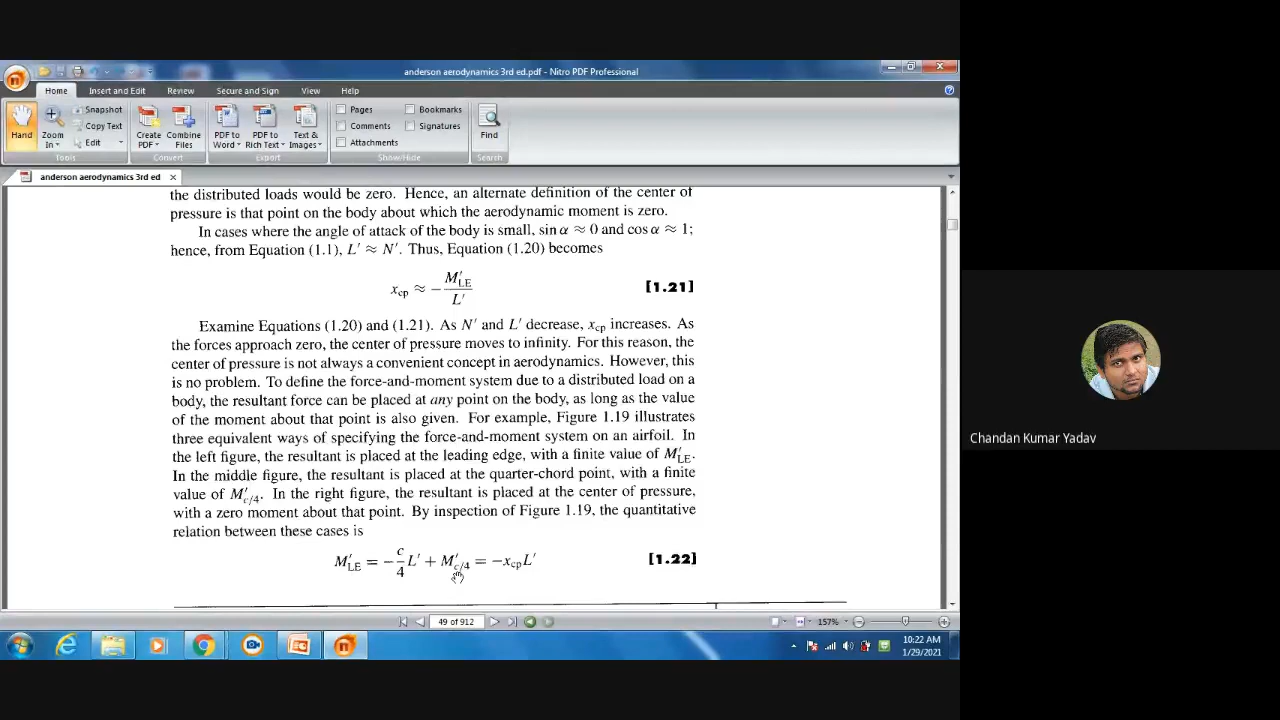 anderson aerodynamics 3rd ed.pdf - Nitro PDF Professional
Home Insert and Edit Review Secure and Sign View Help
Hand
Zoom In
Snapshot
Copy Text
Edit
Tools
Create PDF
Combine Files
Convert
PDF to Word
PDF to Rich Text
Text & Images
Export
Pages
Comments
Attachments
Bookmarks
Signatures
Show/Hide
Find
Search
anderson aerodynamics 3rd ed
the distributed loads would be zero. Hence, an alternate definition of the center of
pressure is that point on the body about which the aerodynamic moment is zero.
In cases where the angle of attack of the body is small, sin α ≈ 0 and cos α ≈ 1;
hence, from Equation (1.1), L′ ≈ N′. Thus, Equation (1.20) becomes
x_cp ≈ − M′_LE / L′ [1.21]
Examine Equations (1.20) and (1.21). As N′ and L′ decrease, x_cp increases. As
the forces approach zero, the center of pressure moves to infinity. For this reason, the
center of pressure is not always a convenient concept in aerodynamics. However, this
is no problem. To define the force-and-moment system due to a distributed load on a
body, the resultant force can be placed at any point on the body, as long as the value
of the moment about that point is also given. For example, Figure 1.19 illustrates
three equivalent ways of specifying the force-and-moment system on an airfoil. In
the left figure, the resultant is placed at the leading edge, with a finite value of M′_LE.
In the middle figure, the resultant is placed at the quarter-chord point, with a finite
value of M′_c/4. In the right figure, the resultant is placed at the center of pressure,
with a zero moment about that point. By inspection of Figure 1.19, the quantitative
relation between these cases is
M′_LE = − c/4 L′ + M′_c/4 = −x_cp L′ [1.22]
49 of 912
157%
10:22 AM
1/29/2021
Chandan Kumar Yadav